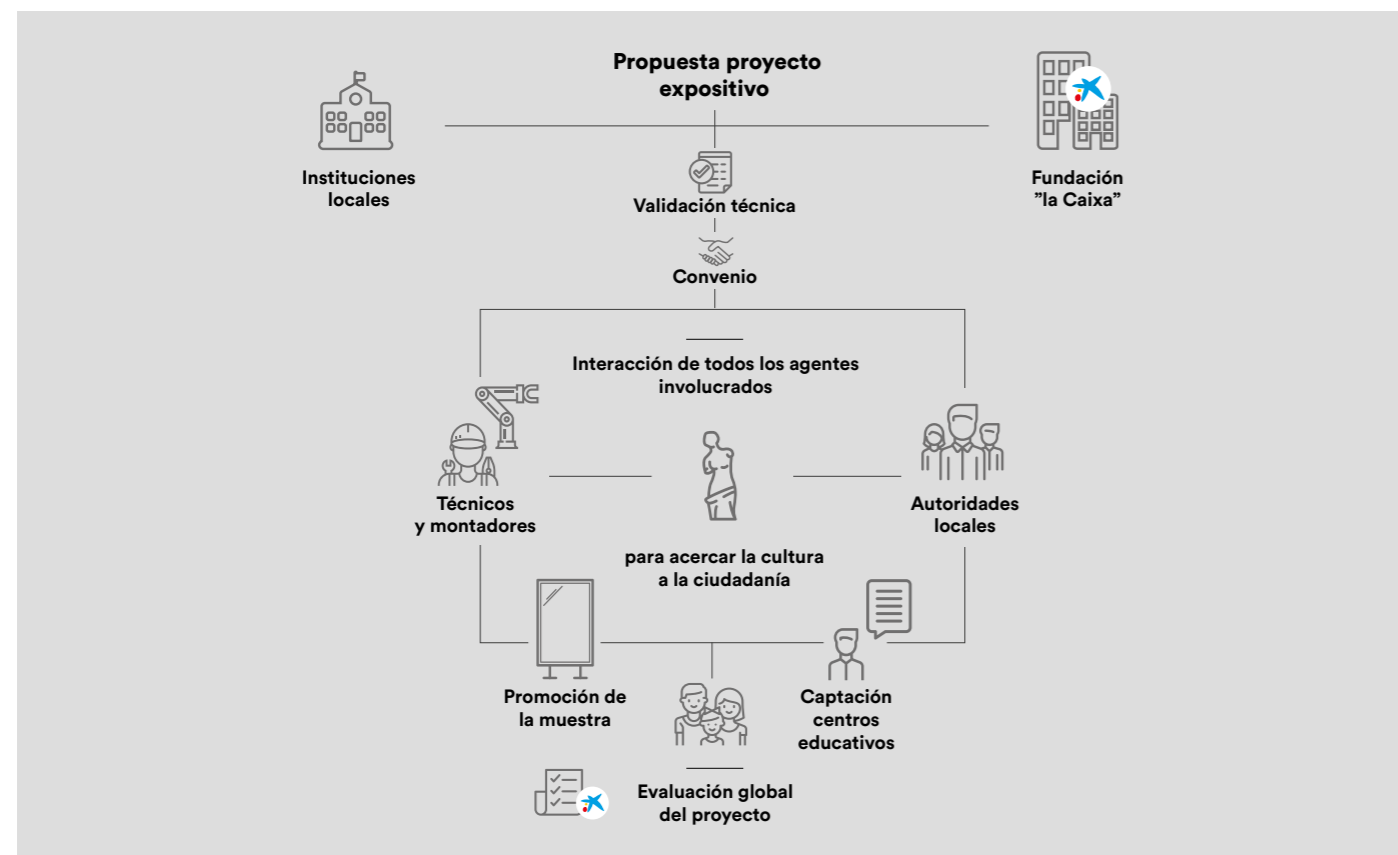 Propuesta proyecto
expositivo
Instituciones
locales
Fundación
”la Caixa”
Validación técnica
Convenio
Interacción de todos los agentes
involucrados
Técnicos
y montadores
Autoridades
locales
para acercar la cultura
a la ciudadanía
Promoción de
la muestra
Captación
centros
educativos
Evaluación global
del proyecto